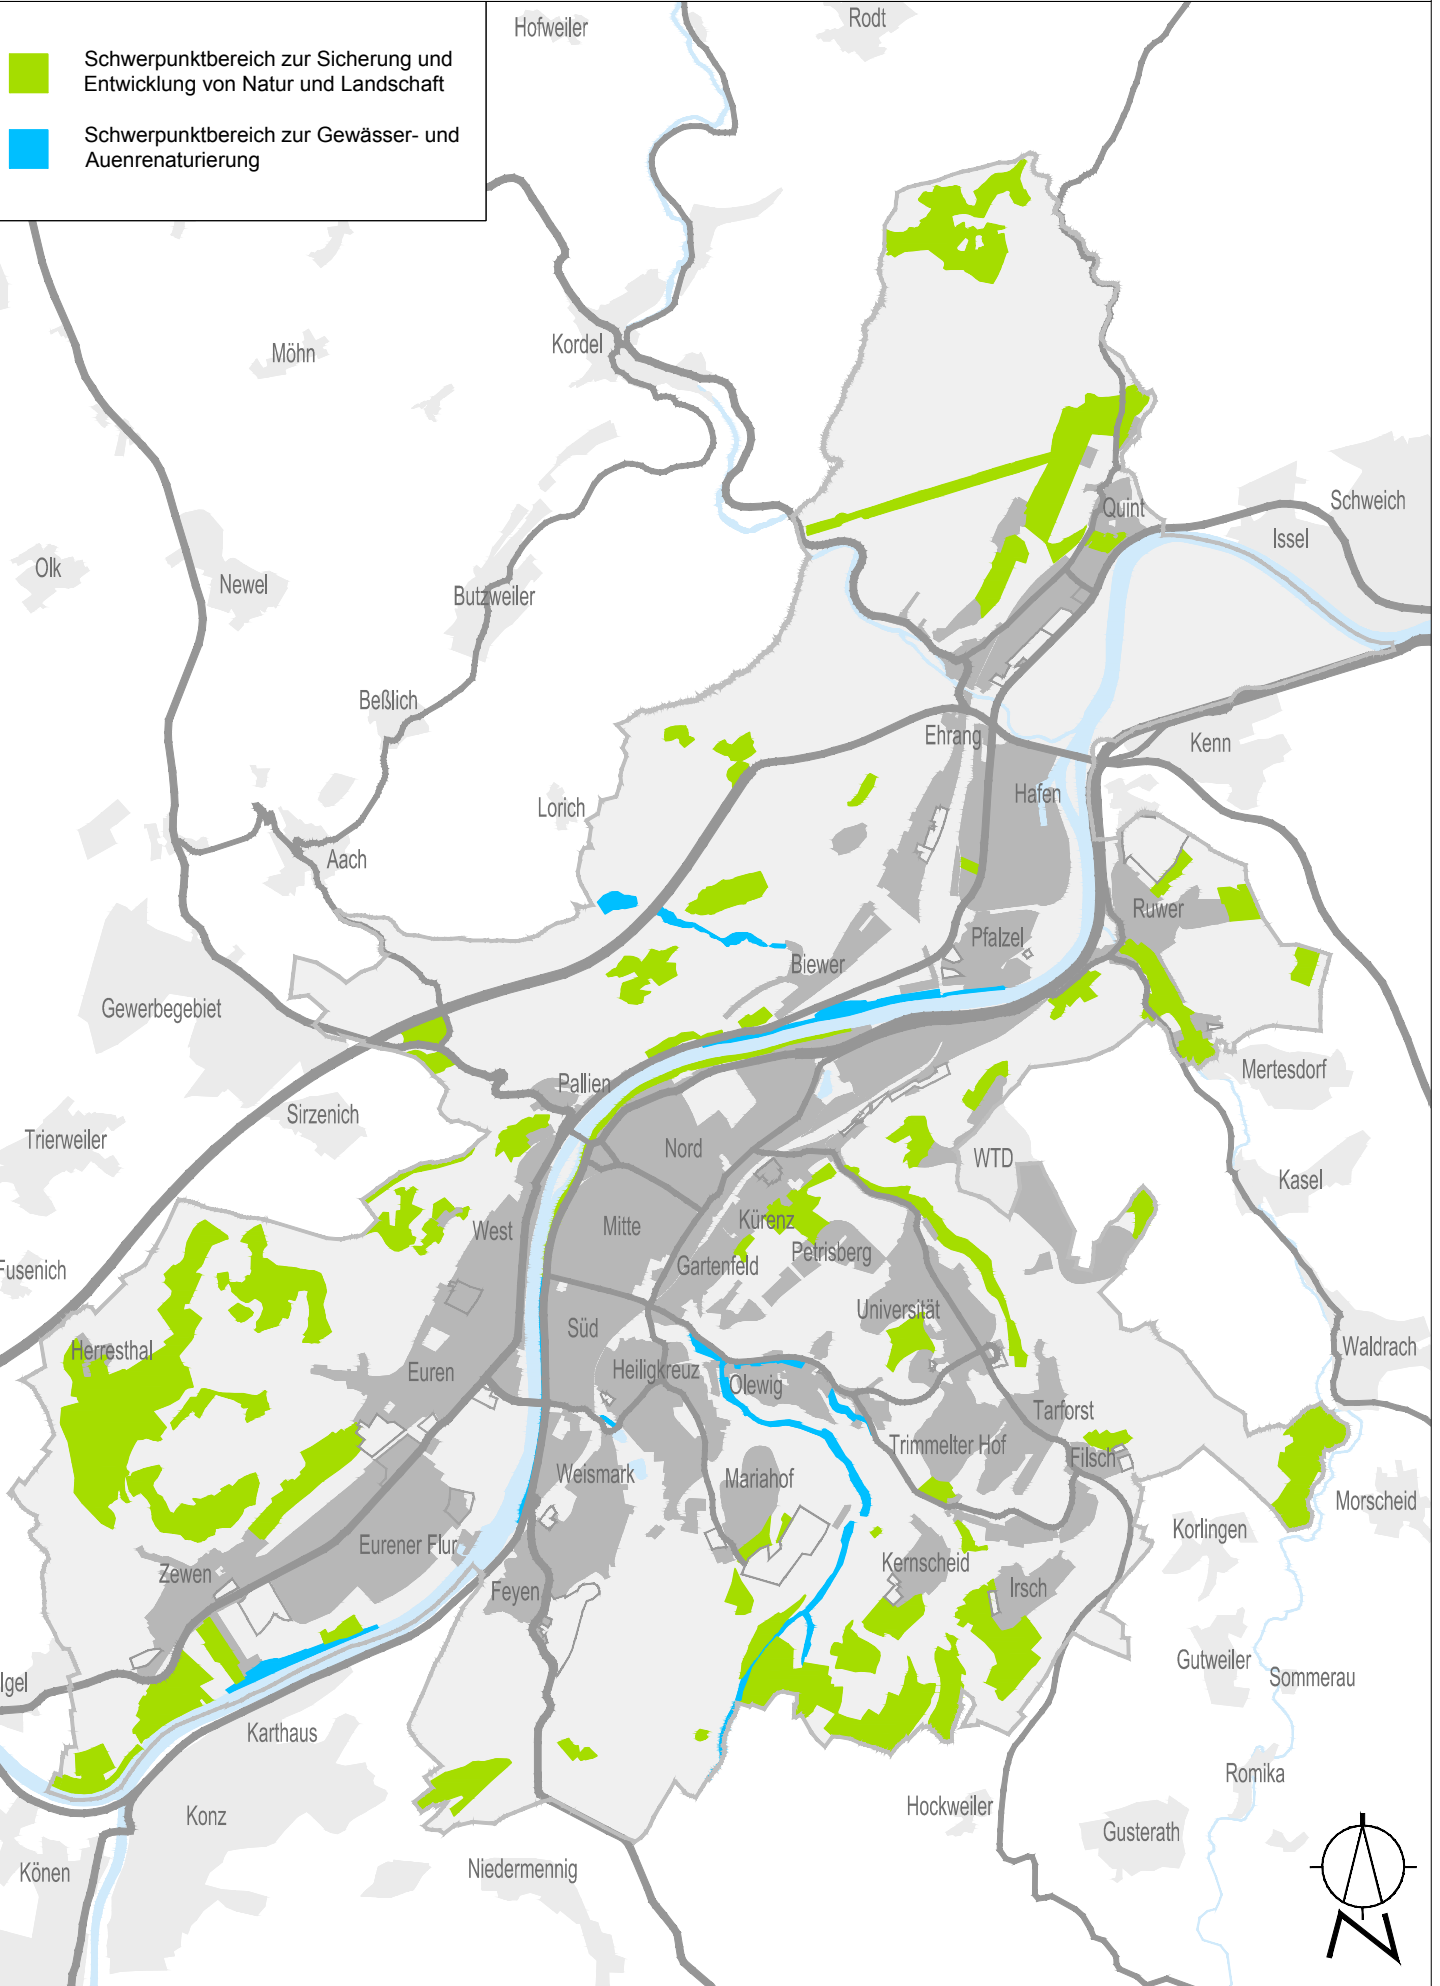 Schwerpunktbereich zur Sicherung und
Entwicklung von Natur und Landschaft
Schwerpunktbereich zur Gewässer- und
Auenrenaturierung
Hofweiler
Rodt
Möhn
Kordel
Quint
Schweich
Issel
Olk
Newel
Butzweiler
Beßlich
Ehrang
Kenn
Lorich
Hafen
Aach
Ruwer
Pfalzel
Biewer
Gewerbegebiet
Mertesdorf
Pallien
Sirzenich
Trierweiler
Nord
WTD
Kasel
Kürenz
West
Mitte
Petrisberg
Gartenfeld
Fusenich
Universität
Süd
Herresthal
Waldrach
Euren
Heiligkreuz
Olewig
Tarforst
Trimmelter Hof
Filsch
Weismark
Mariahof
Morscheid
Korlingen
Eurener Flur
Kernscheid
Zewen
Irsch
Feyen
Igel
Gutweiler
Sommerau
Karthaus
Romika
Konz
Hockweiler
Gusterath
Könen
Niedermennig
N